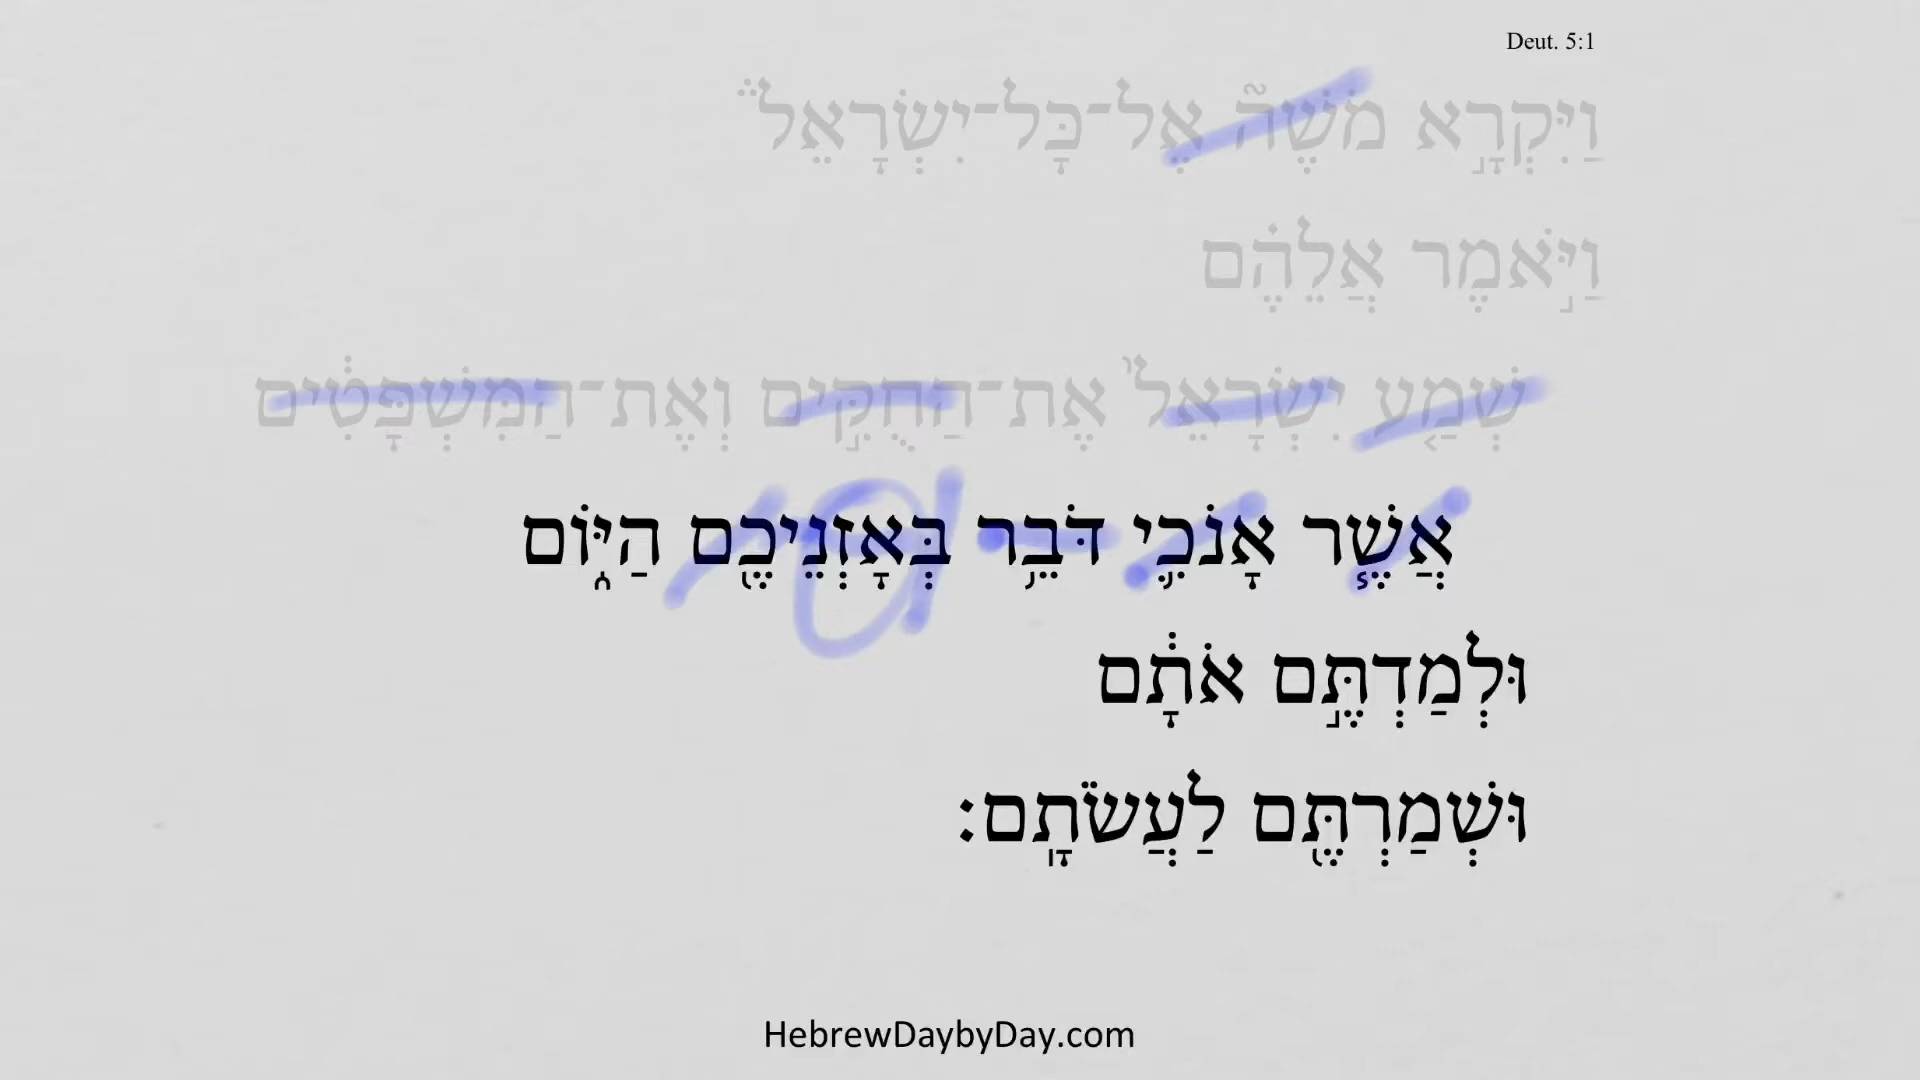 Deut. 5:1
וַיִּקְרָ֣א מֹשֶׁה֮ אֶל־כָּל־יִשְׂרָאֵל֒
וַיֹּ֣אמֶר אֲלֵהֶ֗ם
שְׁמַ֤ע יִשְׂרָאֵל֙ אֶת־הַחֻקִּ֣ים וְאֶת־הַמִּשְׁפָּטִ֔ים
אֲשֶׁ֧ר אָנֹכִ֛י דֹּבֵ֥ר בְּאָזְנֵיכֶ֖ם הַיּ֑וֹם
וּלְמַדְתֶּ֣ם אֹתָ֔ם
וּשְׁמַרְתֶּ֖ם לַעֲשֹׂתָֽם׃
HebrewDaybyDay.com